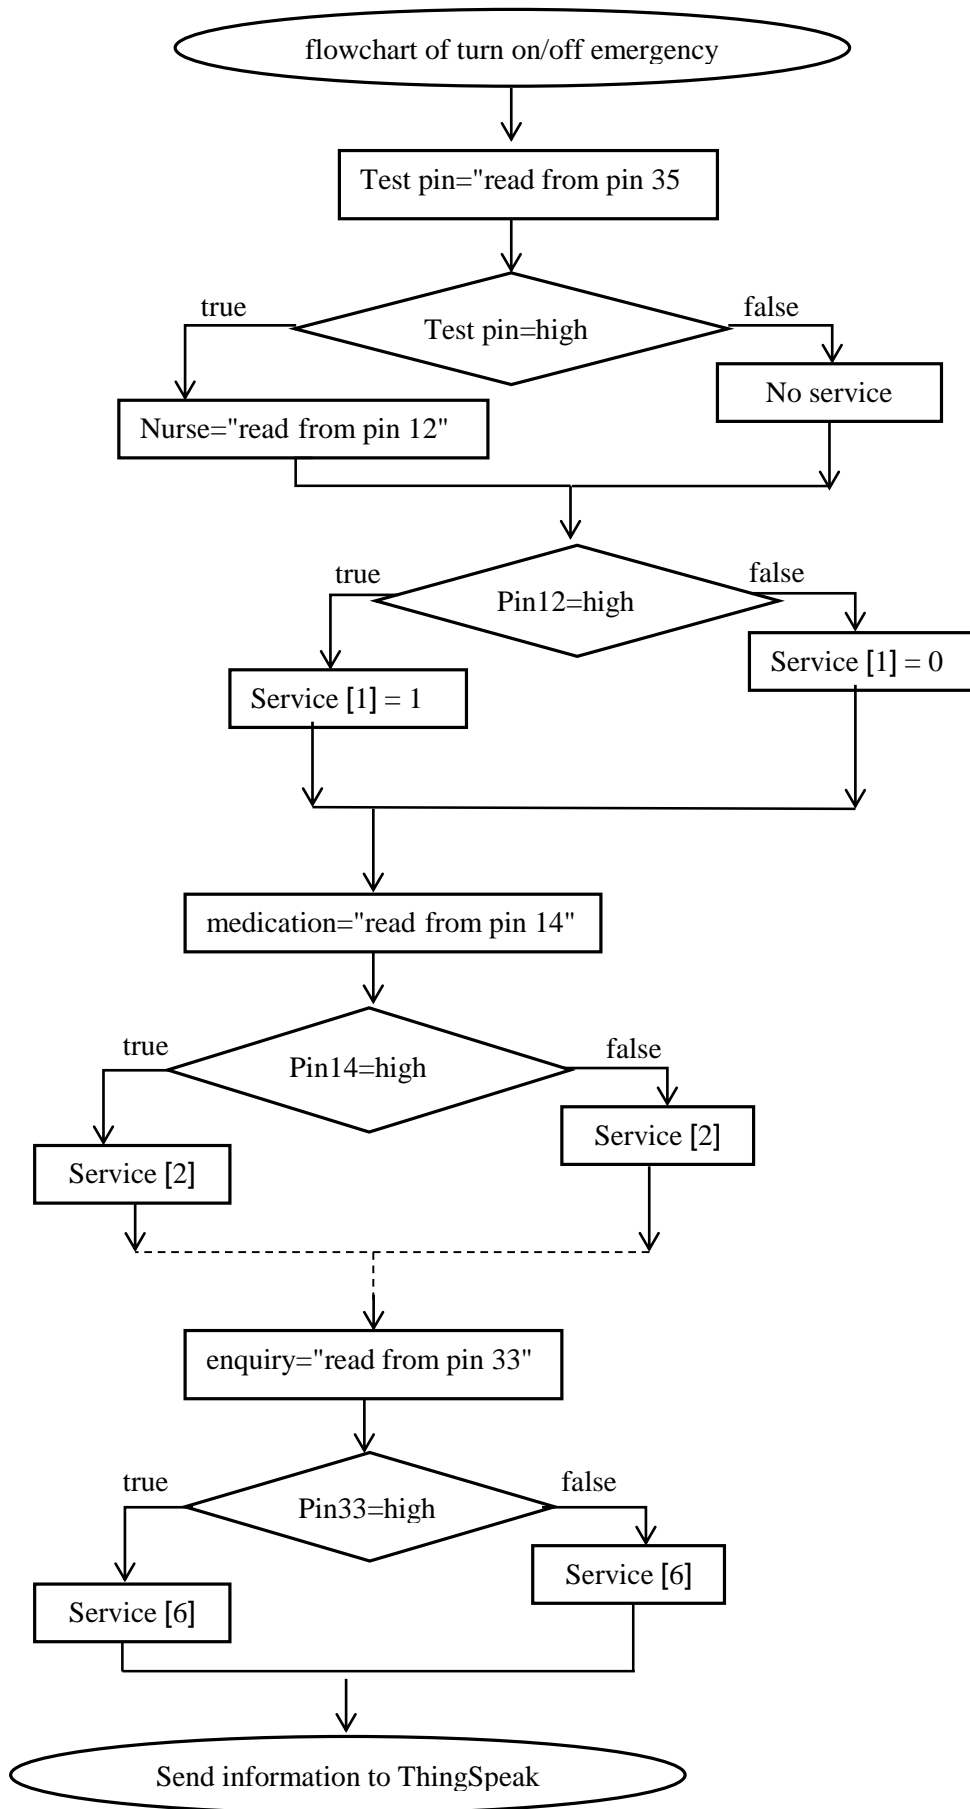 flowchart of turn on/off emergency
Test pin="read from pin 35
true
false
Test pin=high
No service
Nurse="read from pin 12"
true
false
Pin12=high
Service [1] = 0
Service [1] = 1
medication="read from pin 14"
true
false
Pin14=high
Service [2]
Service [2]
enquiry="read from pin 33"
true
false
Pin33=high
Service [6]
Service [6]
Send information to ThingSpeak